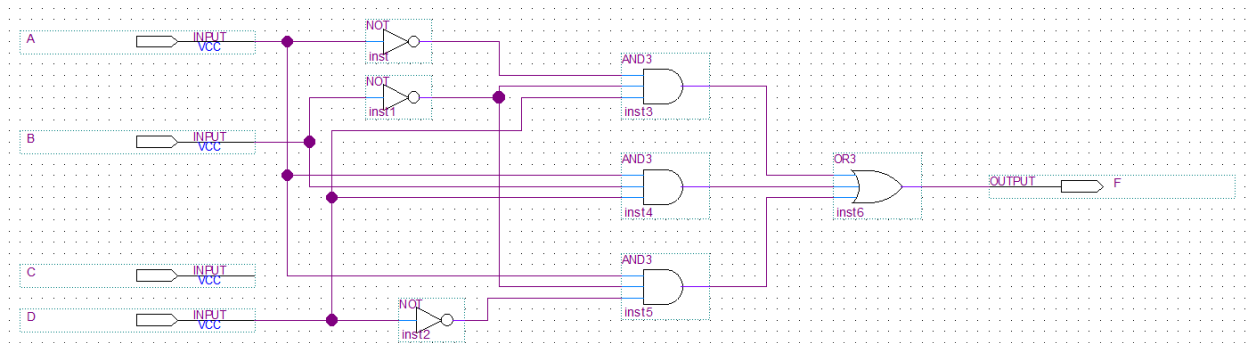 NOT
A INPUT
VCC
inst
AND3
NOT
inst1
inst3
B INPUT
VCC
AND3
OR3
OUTPUT F
inst4
inst6
AND3
C INPUT
VCC
NOT
D INPUT
VCC
inst5
inst2